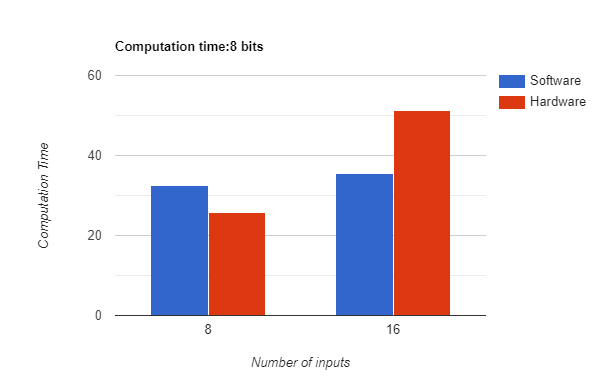 Computation time:8 bits
Software
Hardware
60
40
20
0
Computation Time
8 16
Number of inputs